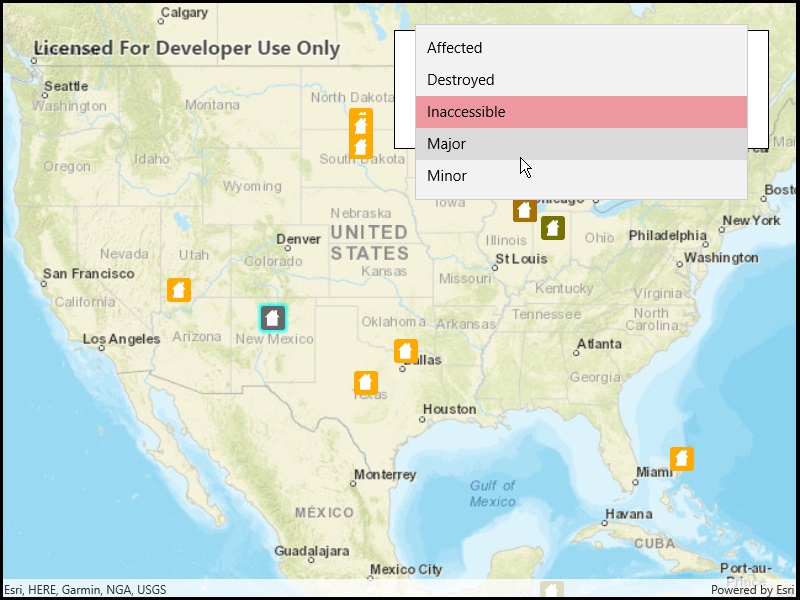 Calgary
Licensed For Developer Use Only
Seattle
Washington
Montana
North Dakota
Oregon
Idaho
South Dakota
Wyoming
Affected
Destroyed
Inaccessible
Major
Minor
Iowa
Chicago
Boston
Nebraska
UNITED
STATES
Nevada
Utah
Denver
Colorado
Kansas
Illinois
Ohio
New York
Philadelphia
Washington
St Louis
Missouri
Kentucky
Virginia
San Francisco
California
Los Angeles
Arizona
New Mexico
Oklahoma
Arkansas
Tennessee
North
Carolina
Dallas
Texas
Atlanta
Georgia
Houston
Monterrey
Miami
Gulf of
Mexico
MÉXICO
Havana
CUBA
Guadalajara
Mexico City
Port-au-
Prince
Esri, HERE, Garmin, NGA, USGS
Powered by Esri